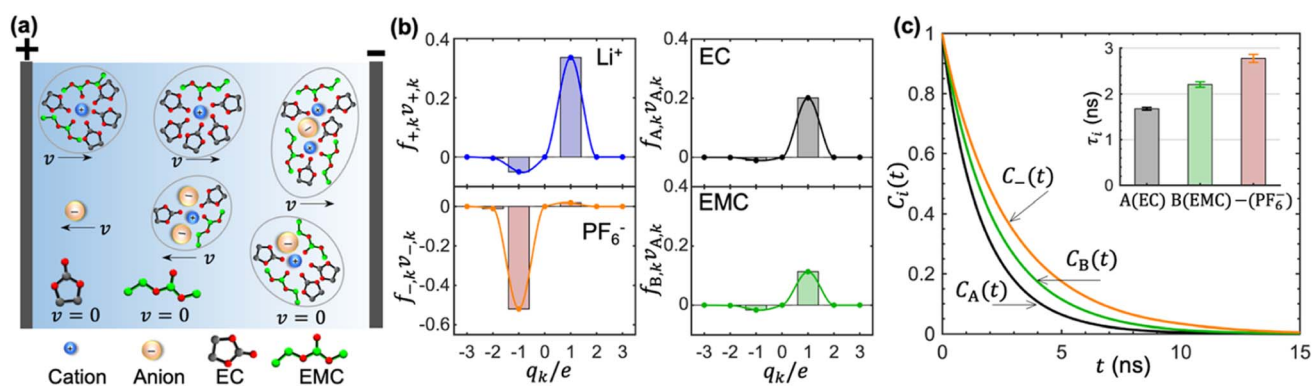 (a)
+
−
v
v
v
v
v
v = 0
v = 0
v = 0
Cation
Anion
EC
EMC
(b)
f+,k v+,k
0.4
0.2
0
Li+
f−,k v−,k
0
-0.2
-0.4
-0.6
PF6-
-3 -2 -1 0 1 2 3
qk/e
fA,k vA,k
0.4
0.2
0
EC
fB,k vA,k
0.4
0.2
0
EMC
-3 -2 -1 0 1 2 3
qk/e
(c)
Ci(t)
1
0.8
0.6
0.4
0.2
0
C−(t)
CB(t)
CA(t)
0 5 10 15
t (ns)
τi (ns)
3
2
1
0
A(EC) B(EMC) −(PF6−)